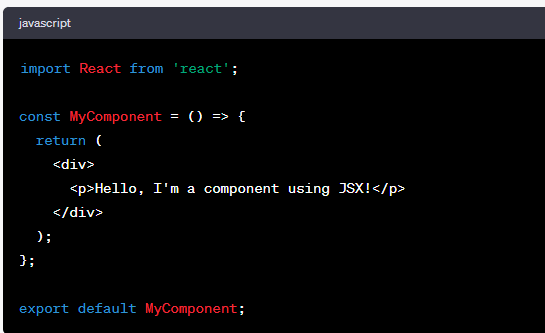 javascript
import React from 'react';
const MyComponent = () => {
  return (
    <div>
      <p>Hello, I'm a component using JSX!</p>
    </div>
  );
};
export default MyComponent;